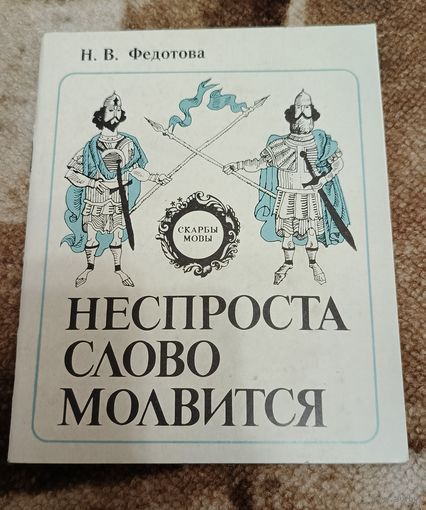 Н. В. Федотова
СКАРБЫ
МОВЫ
НЕСПРОСТА
СЛОВО
МОЛВИТСЯ